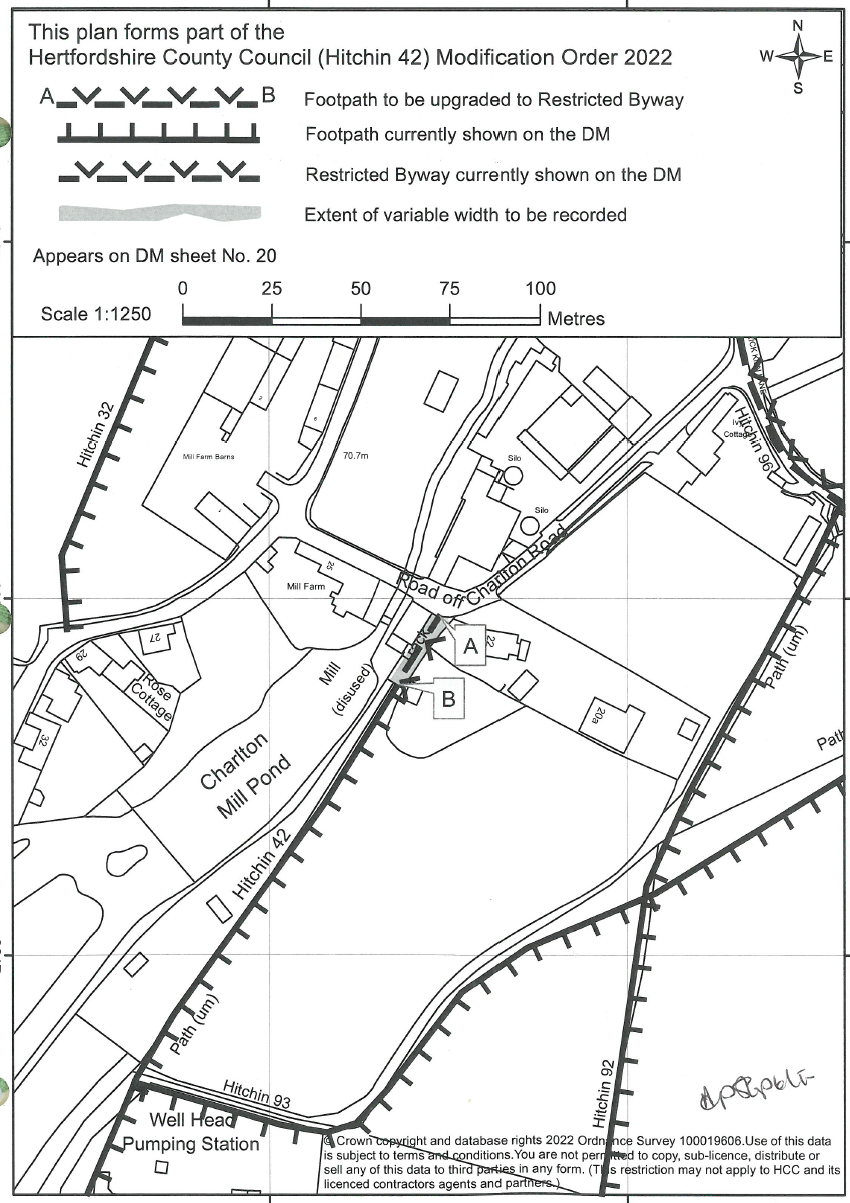 This plan forms part of the
Hertfordshire County Council (Hitchin 42) Modification Order 2022
N
W E
S
A B Footpath to be upgraded to Restricted Byway
Footpath currently shown on the DM
Restricted Byway currently shown on the DM
Extent of variable width to be recorded
Appears on DM sheet No. 20
0 25 50 75 100
Scale 1:1250 Metres
Hitchin 32
2
6
Mill Farm Barns
70.7m
1
Silo
Silo
Hitchin 96
Cottage
25
Mill Farm
Road off Charlton Road
Track
22
A
B
27
29
Rose
Cottage
32
Mill
(disused)
20a
Path (um)
Path
Charlton
Mill Pond
Hitchin 42
Path (um)
Hitchin 93
Hitchin 92
Well Head
Pumping Station
© Crown copyright and database rights 2022 Ordnance Survey 100019606.Use of this data
is subject to terms and conditions.You are not permitted to copy, sub-licence, distribute or
sell any of this data to third parties in any form. (This restriction may not apply to HCC and its
licenced contractors agents and partners.)